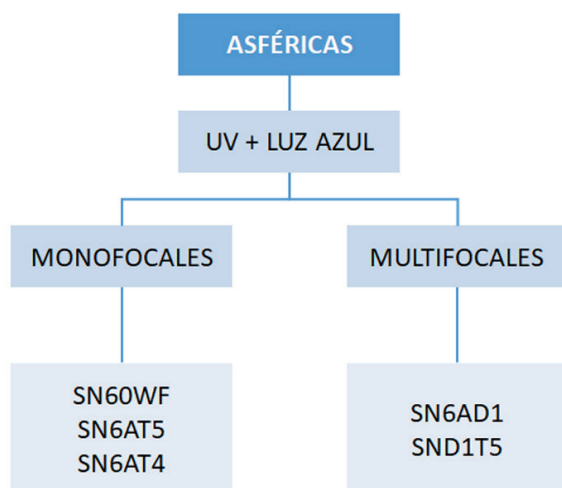 ASFÉRICAS
UV + LUZ AZUL
MONOFOCALES
MULTIFOCALES
SN60WF
SN6AT5
SN6AT4
SN6AD1
SND1T5